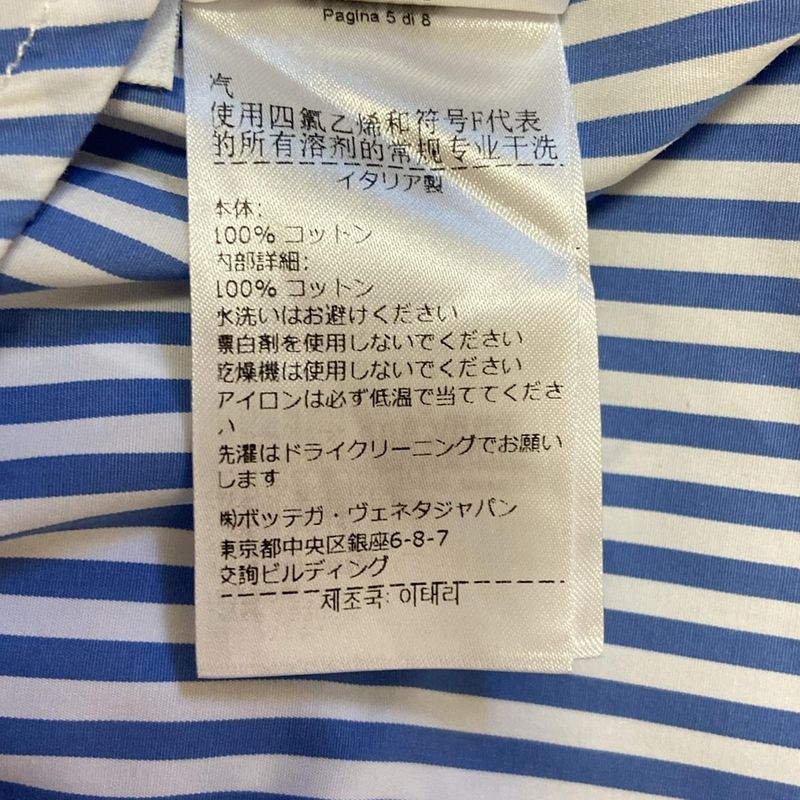 Pagina 5 di 8
汽
使用四氯乙烯和符号F代表
的所有溶剂的常规专业干洗
イタリア製
本体:
100% コットン
内部詳細:
100% コットン
水洗いはお避けください
漂白剤を使用しないでください
乾燥機は使用しないでください
アイロンは必ず低温で当ててくださ
い
洗濯はドライクリーニングでお願い
します
㈱ボッテガ・ヴェネタジャパン
東京都中央区銀座6-8-7
交詢ビルディング
제조국: 이태리